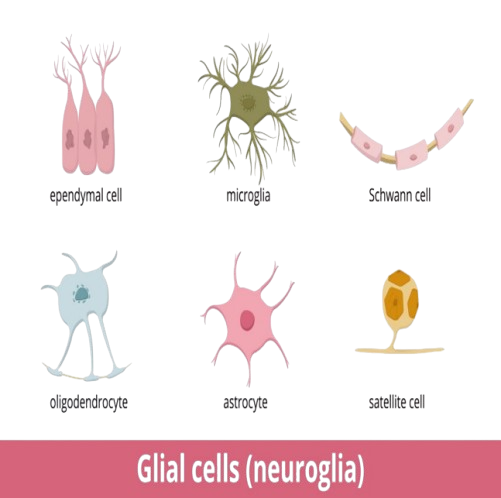 ependymal cell
microglia
Schwann cell
oligodendrocyte
astrocyte
satellite cell
Glial cells (neuroglia)